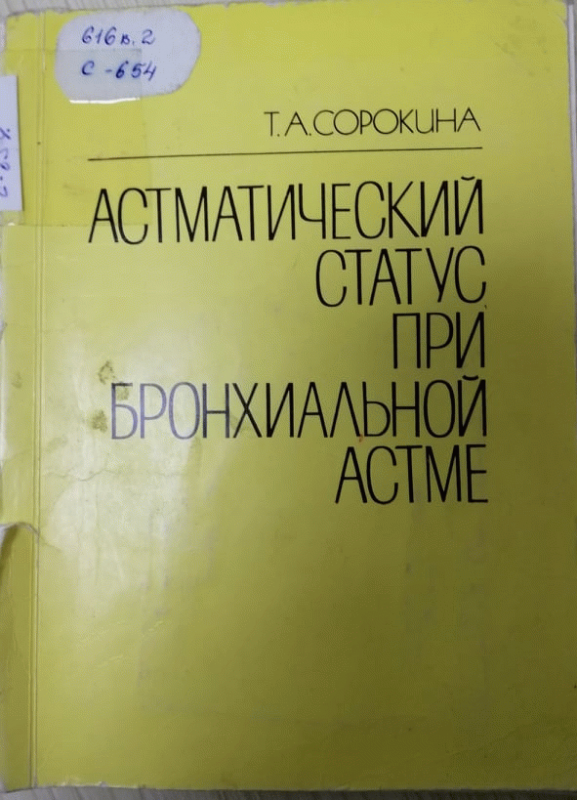 616в.2
С-654
Т.А.СОРОКИНА
АСТМАТИЧЕСКИЙ
СТАТУС
ПРИ
БРОНХИАЛЬНОЙ
АСТМЕ